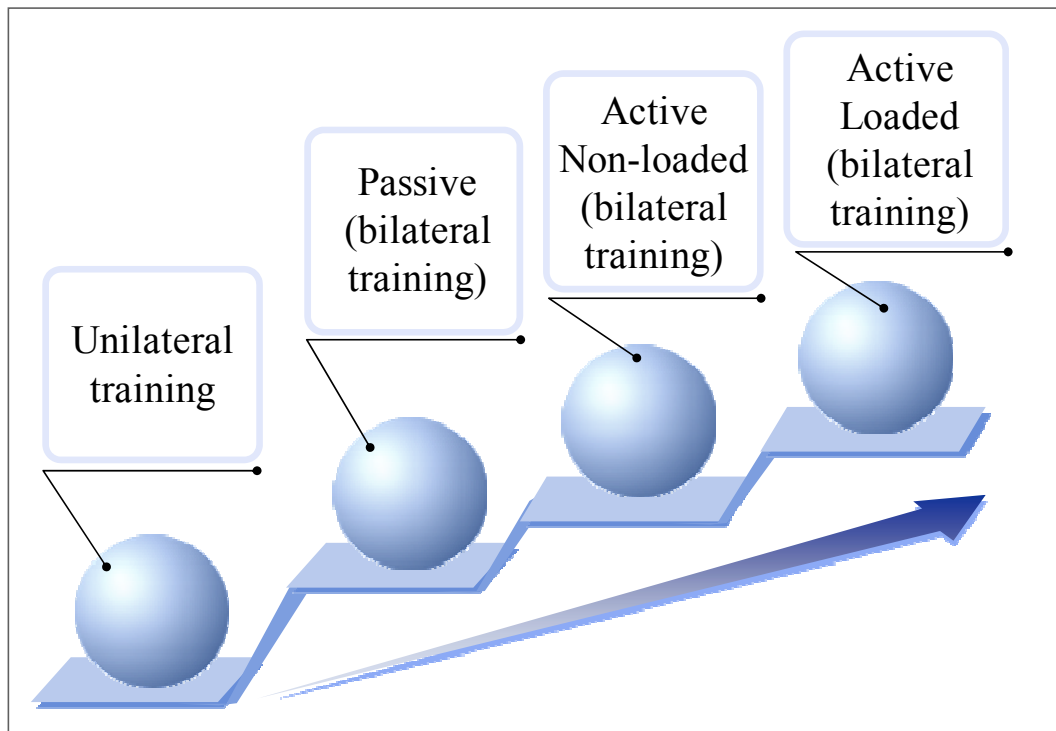 Unilateral
training
Passive
(bilateral
training)
Active
Non-loaded
(bilateral
training)
Active
Loaded
(bilateral
training)